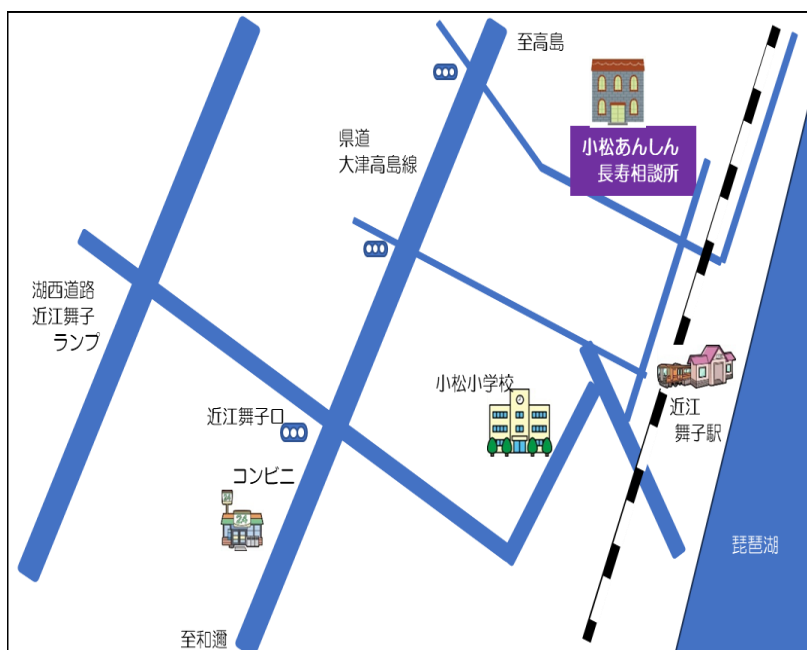 至高島
県道
大津高島線
小松あんしん
長寿相談所
湖西道路
近江舞子
ランプ
小松小学校
近江舞子口
近江
舞子駅
コンビニ
24
琵琶湖
至和邇